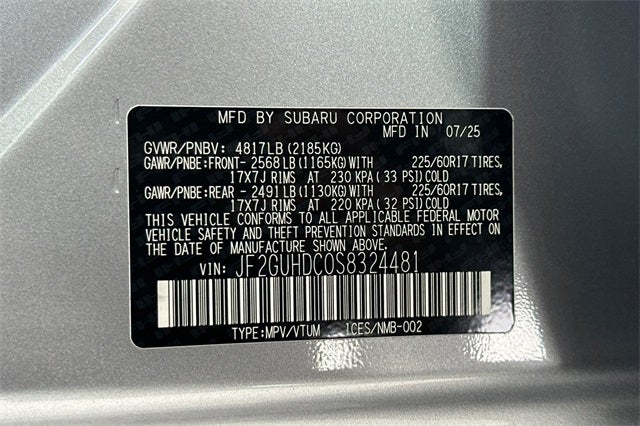 MFD BY SUBARU CORPORATION
MFD IN 07/25
GVWR/PNBV: 4817LB (2185KG)
GAWR/PNBE:FRONT- 2568 LB (1165KG) WITH 225/60R17 TIRES,
17X7J RIMS AT 230 KPA (33 PSI) COLD
GAWR/PNBE:REAR - 2491 LB (1130KG) WITH 225/60R17 TIRES,
17X7J RIMS AT 220 KPA (32 PSI) COLD
THIS VEHICLE CONFORMS TO ALL APPLICABLE FEDERAL MOTOR
VEHICLE SAFETY AND THEFT PREVENTION STANDARDS IN EFFECT
ON THE DATE OF MANUFACTURE SHOWN ABOVE.
VIN: JF2GUHDC0S8324481
TYPE:MPV/VTUM ICES/NMB-002